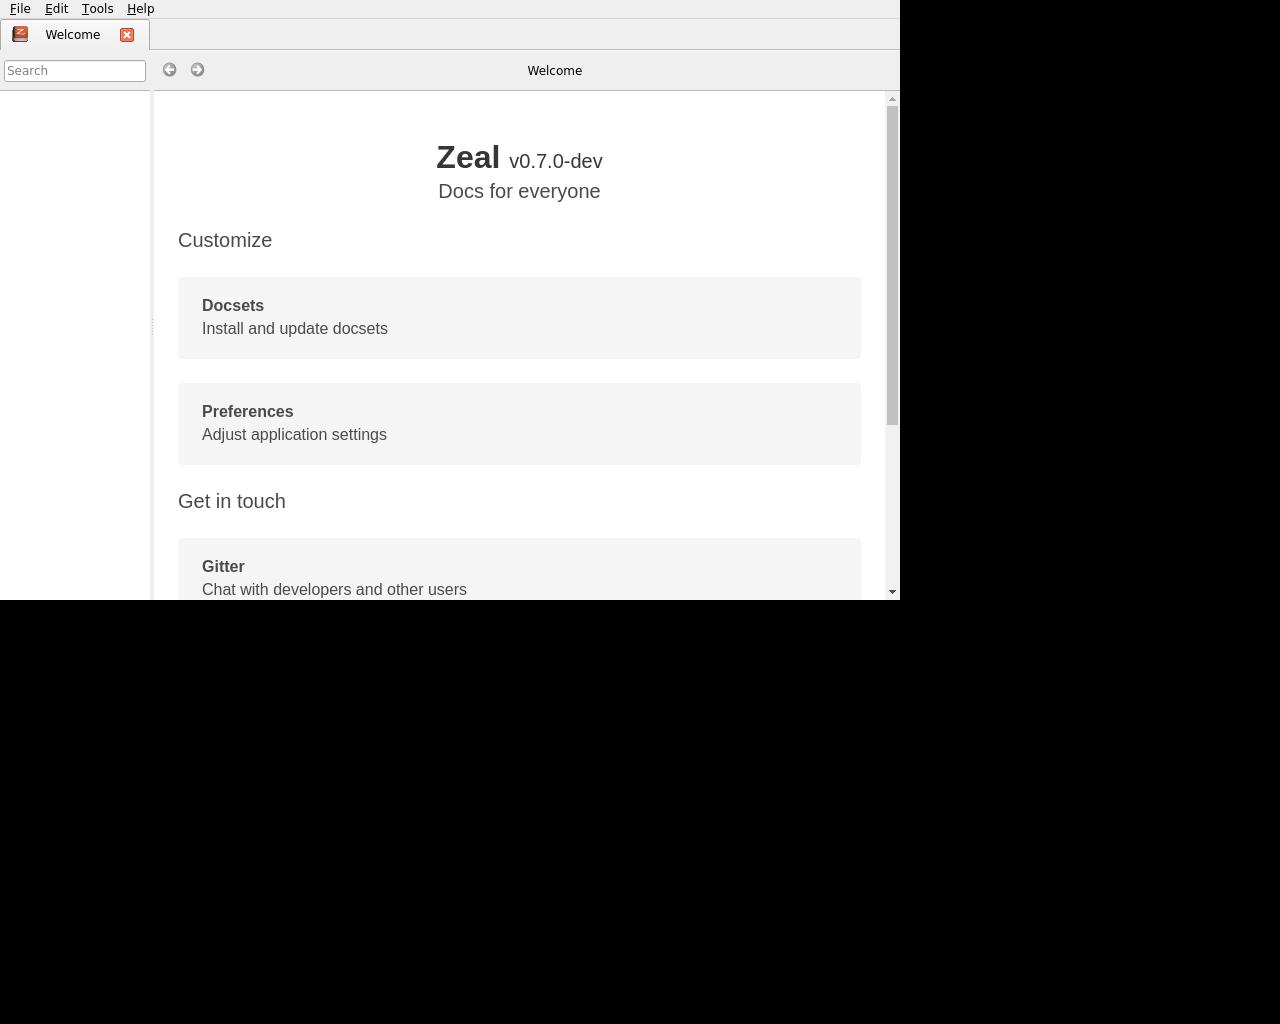 File Edit Tools Help
Welcome
Search
Welcome
Zeal v0.7.0-dev
Docs for everyone
Customize
Docsets
Install and update docsets
Preferences
Adjust application settings
Get in touch
Gitter
Chat with developers and other users